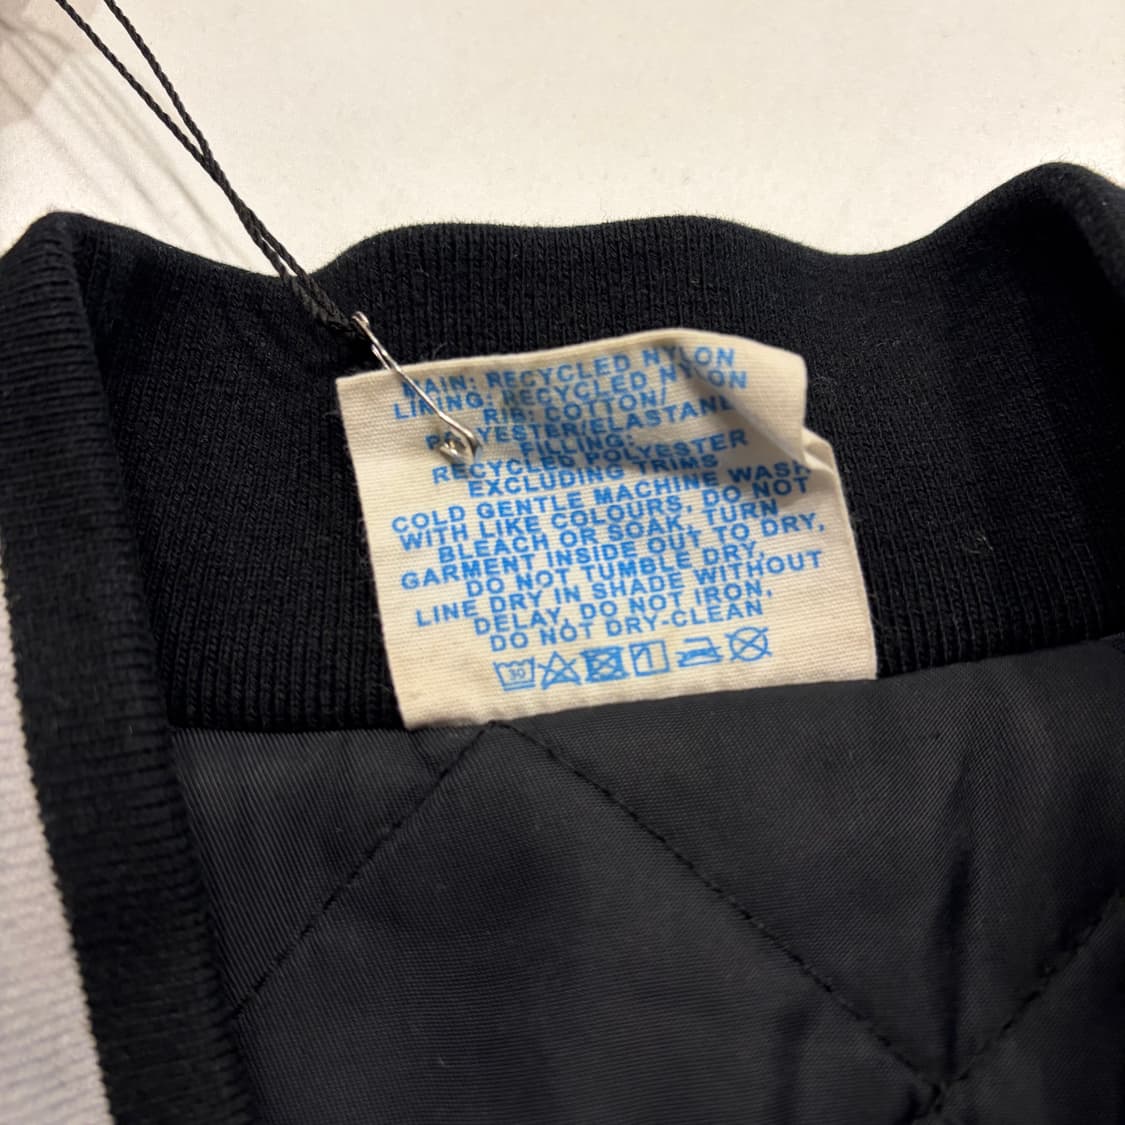 MAIN: RECYCLED NYLON
LINING: RECYCLED NYLON
RIB: COTTON/
POLYESTER/ELASTANE
FILLING:
RECYCLED POLYESTER
EXCLUDING TRIMS
COLD GENTLE MACHINE WASH
WITH LIKE COLOURS, DO NOT
BLEACH OR SOAK, TURN
GARMENT INSIDE OUT TO DRY,
DO NOT TUMBLE DRY,
LINE DRY IN SHADE WITHOUT
DELAY, DO NOT IRON,
DO NOT DRY-CLEAN
30